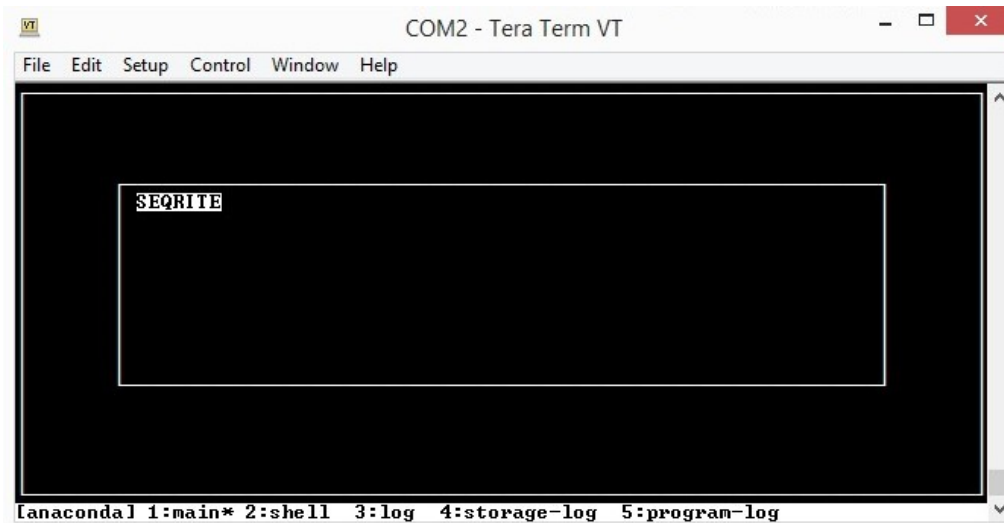 COM2 - Tera Term VT
File Edit Setup Control Window Help
SEQRITE
[anaconda] 1:main* 2:shell 3:log 4:storage-log 5:program-log